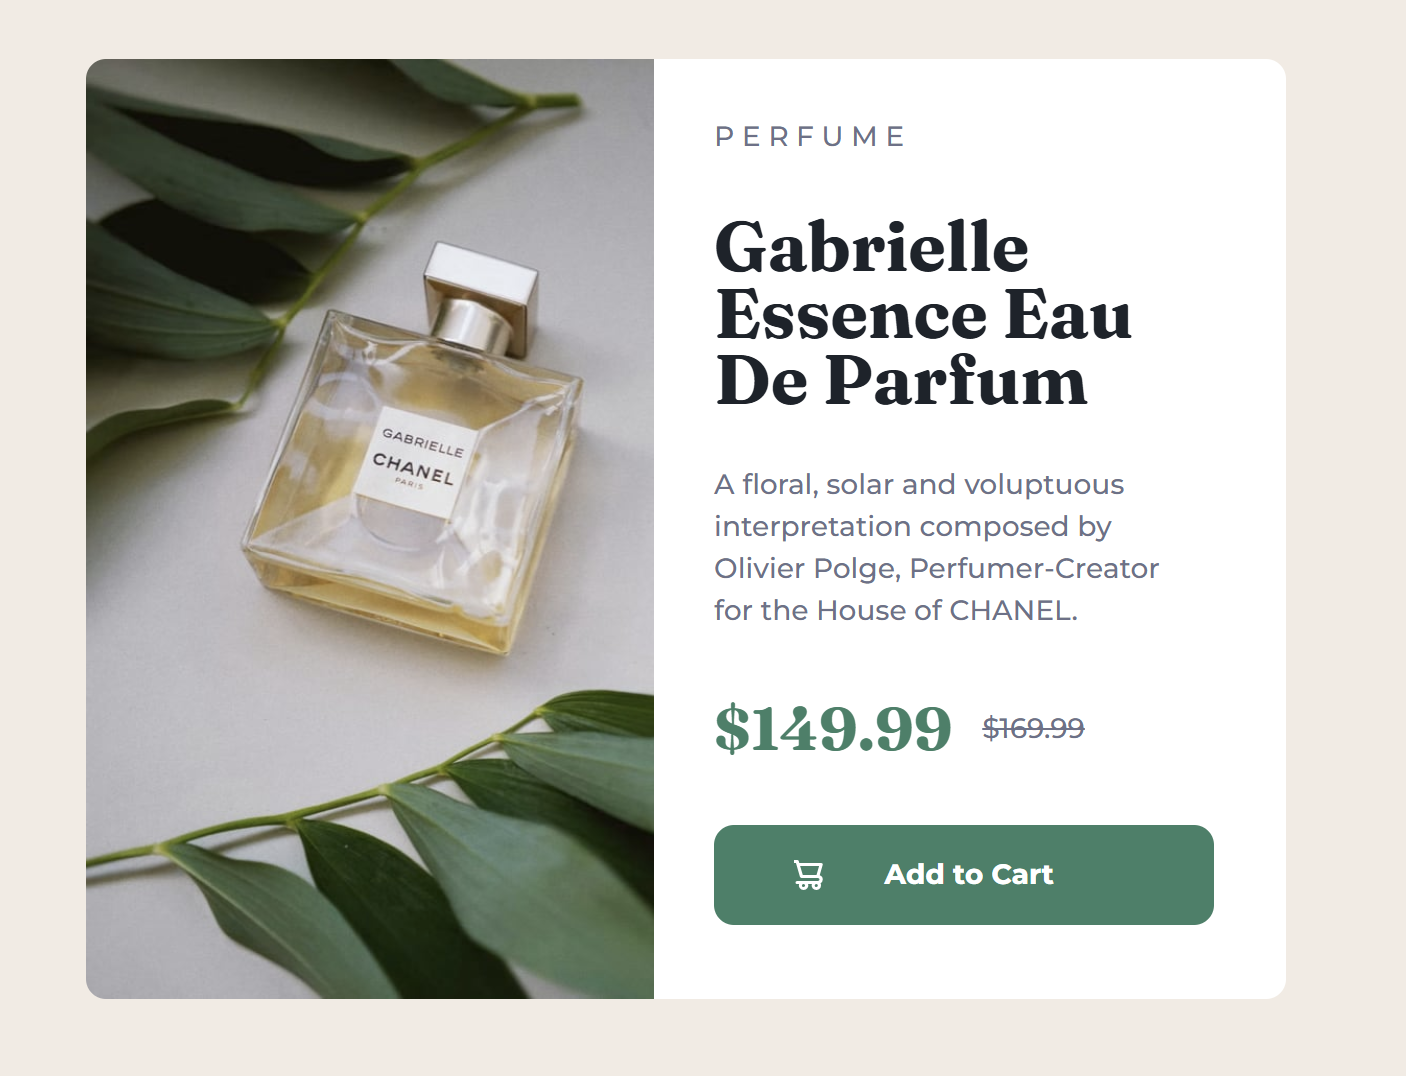 GABRIELLE
CHANEL
PARIS
PERFUME
Gabrielle
Essence Eau
De Parfum
A floral, solar and voluptuous
interpretation composed by
Olivier Polge, Perfumer-Creator
for the House of CHANEL.
$149.99 $169.99
Add to Cart